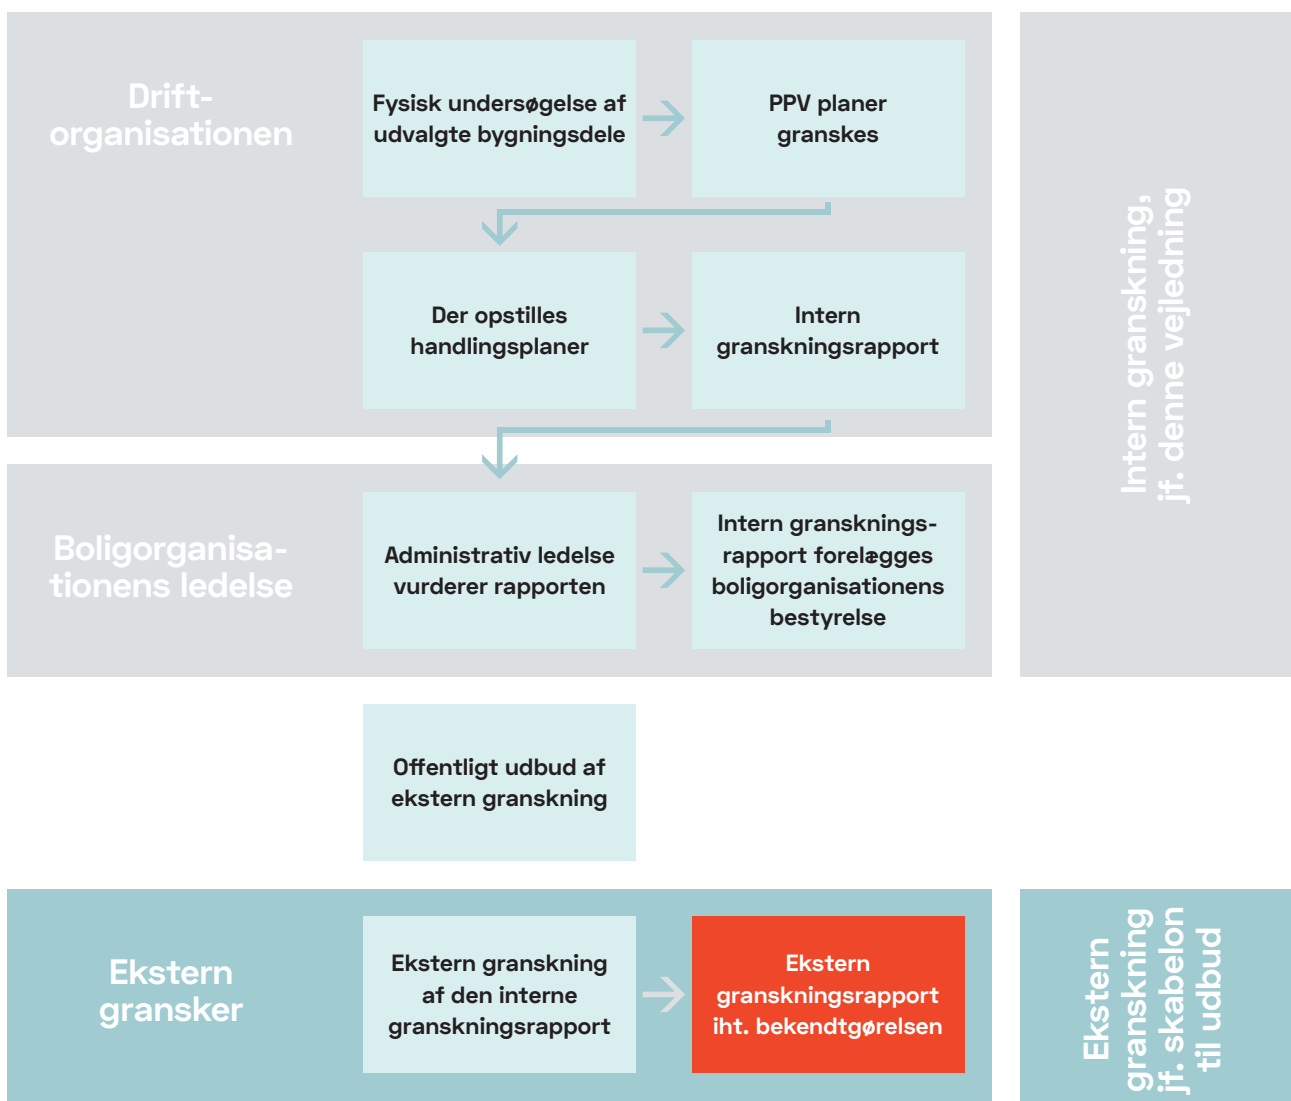 Drift-
organisationen
Fysisk undersøgelse af
udvalgte bygningsdele
PPV planer
granskes
Der opstilles
handlingsplaner
Intern
granskningsrapport
Intern granskning,
jf. denne vejledning
Boligorganisa-
tionens ledelse
Administrativ ledelse
vurderer rapporten
Intern gransknings-
rapport forelægges
boligorganisationens
bestyrelse
Offentligt udbud af
ekstern granskning
Ekstern
gransker
Ekstern granskning
af den interne
granskningsrapport
Ekstern
granskningsrapport
iht. bekendtgørelsen
Ekstern
granskning
jf. skabelon
til udbud